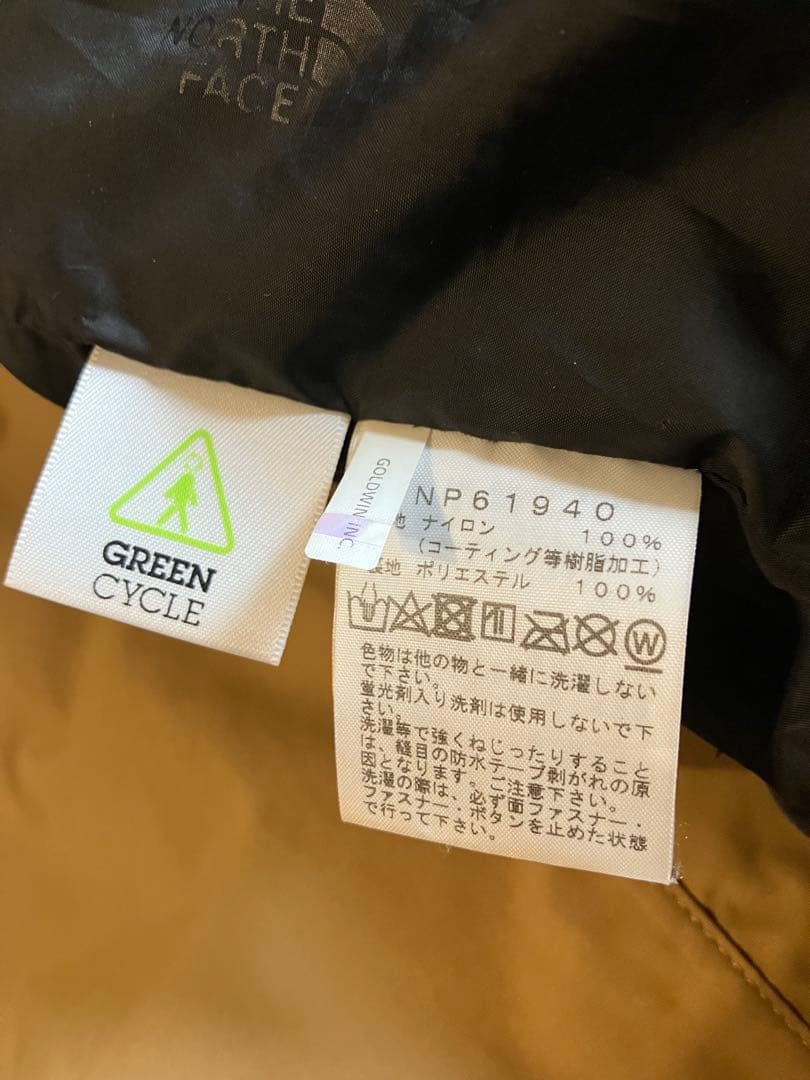 THE
NORTH
FACE
GREEN
CYCLE
GOLDWIN INC.
NP61940
地 ナイロン 100%
(コーティング等樹脂加工)
裏地 ポリエステル 100%
W
色物は他の物と一緒に洗濯しない
で下さい。
蛍光剤入り洗剤は使用しないで下
さい。
洗濯等で強くねじったりすること
は、縫目の防水テープ剥がれの原
因となります。ご注意下さい。
洗濯の際は、必ず面ファスナー・
ファスナー・ボタンを止めた状態
で行って下さい。